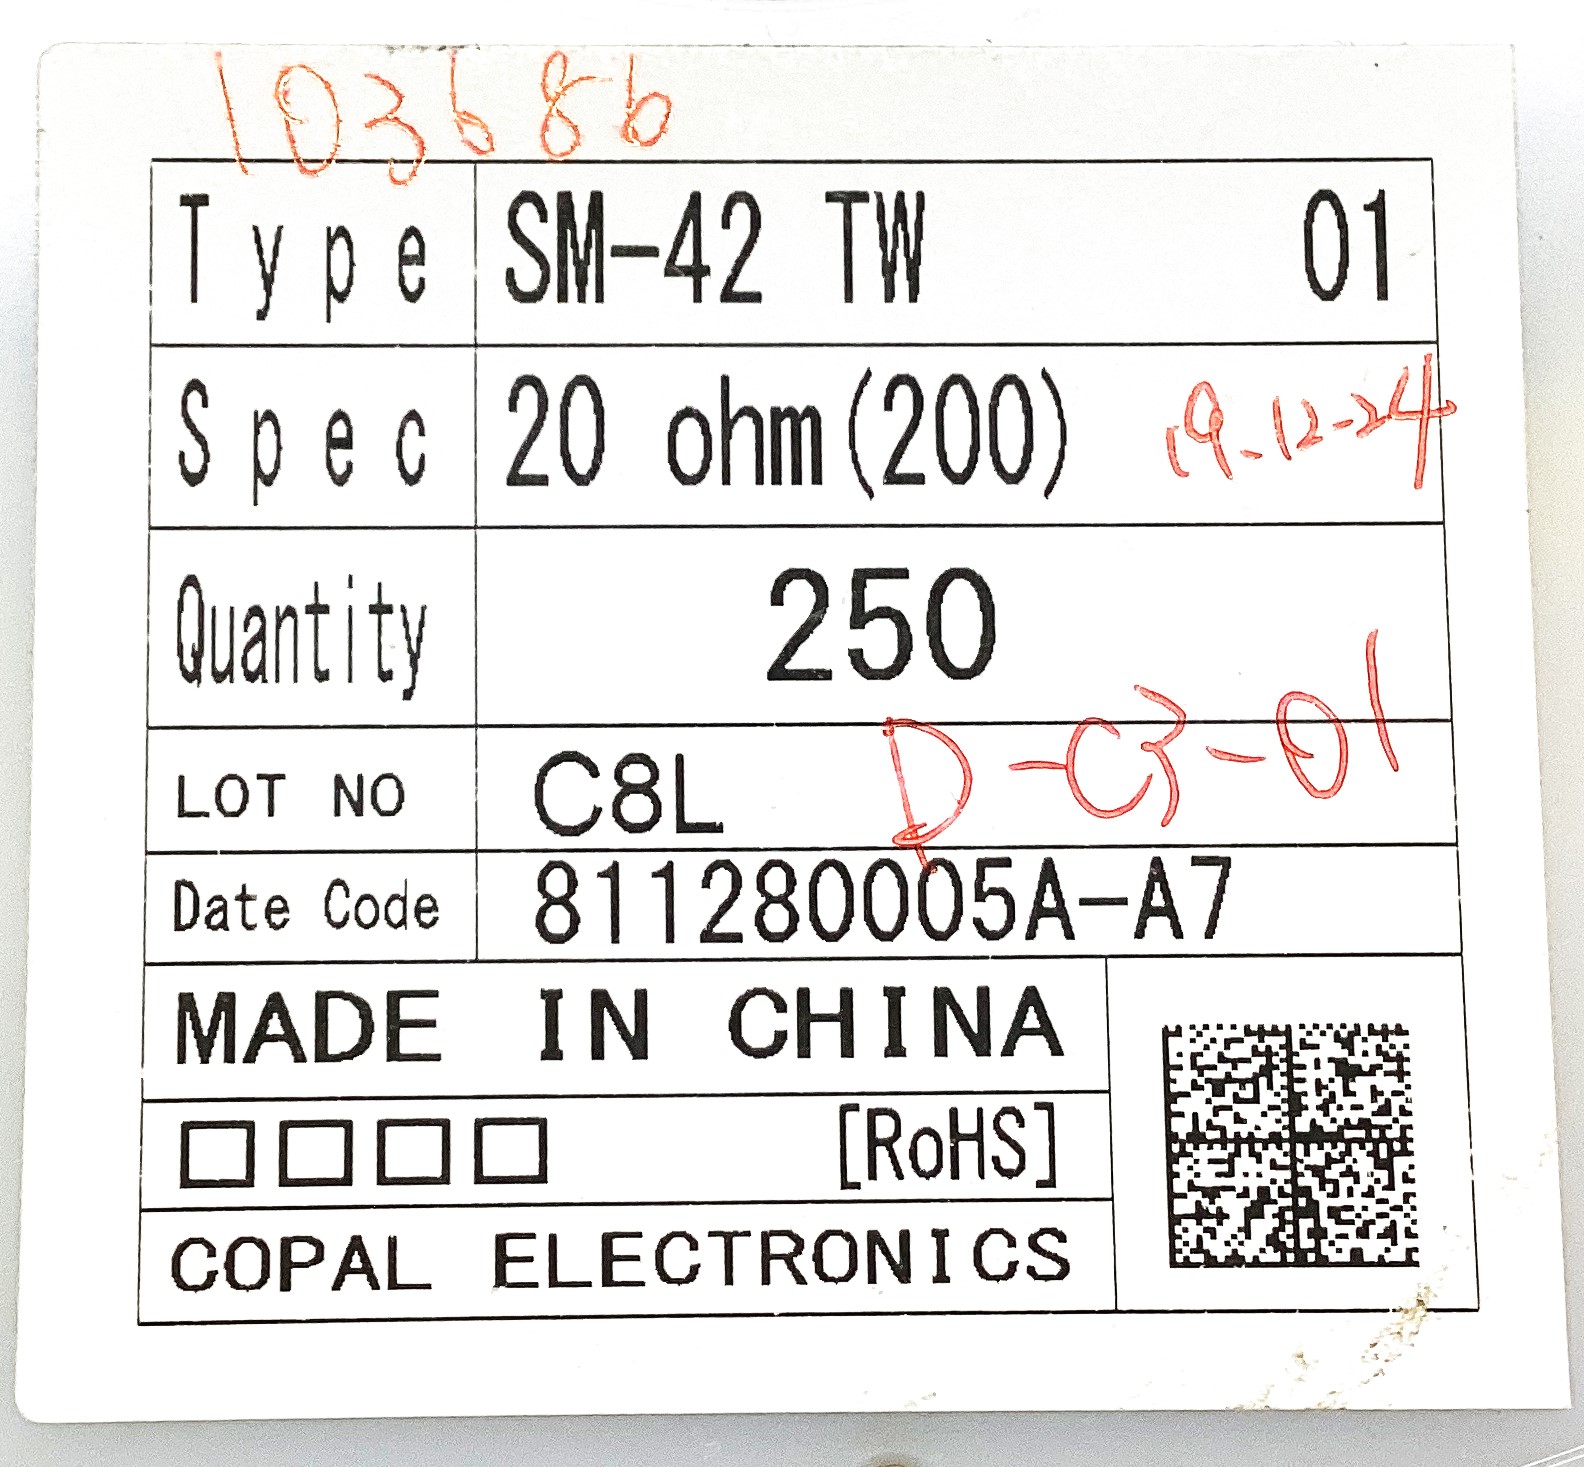 103686
Type SM-42 TW 01
Spec 20 ohm(200) 19.12-24
Quantity 250
LOT NO C8L D-C3-01
Date Code 811280005A-A7
MADE IN CHINA
□□□□ [RoHS]
COPAL ELECTRONICS